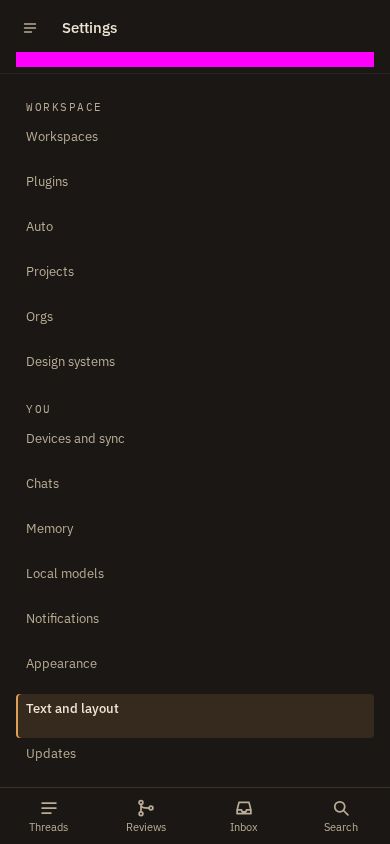 Settings
WORKSPACE
Workspaces
Plugins
Auto
Projects
Orgs
Design systems
YOU
Devices and sync
Chats
Memory
Local models
Notifications
Appearance
Text and layout
Updates
Threads
Reviews
Inbox
Search